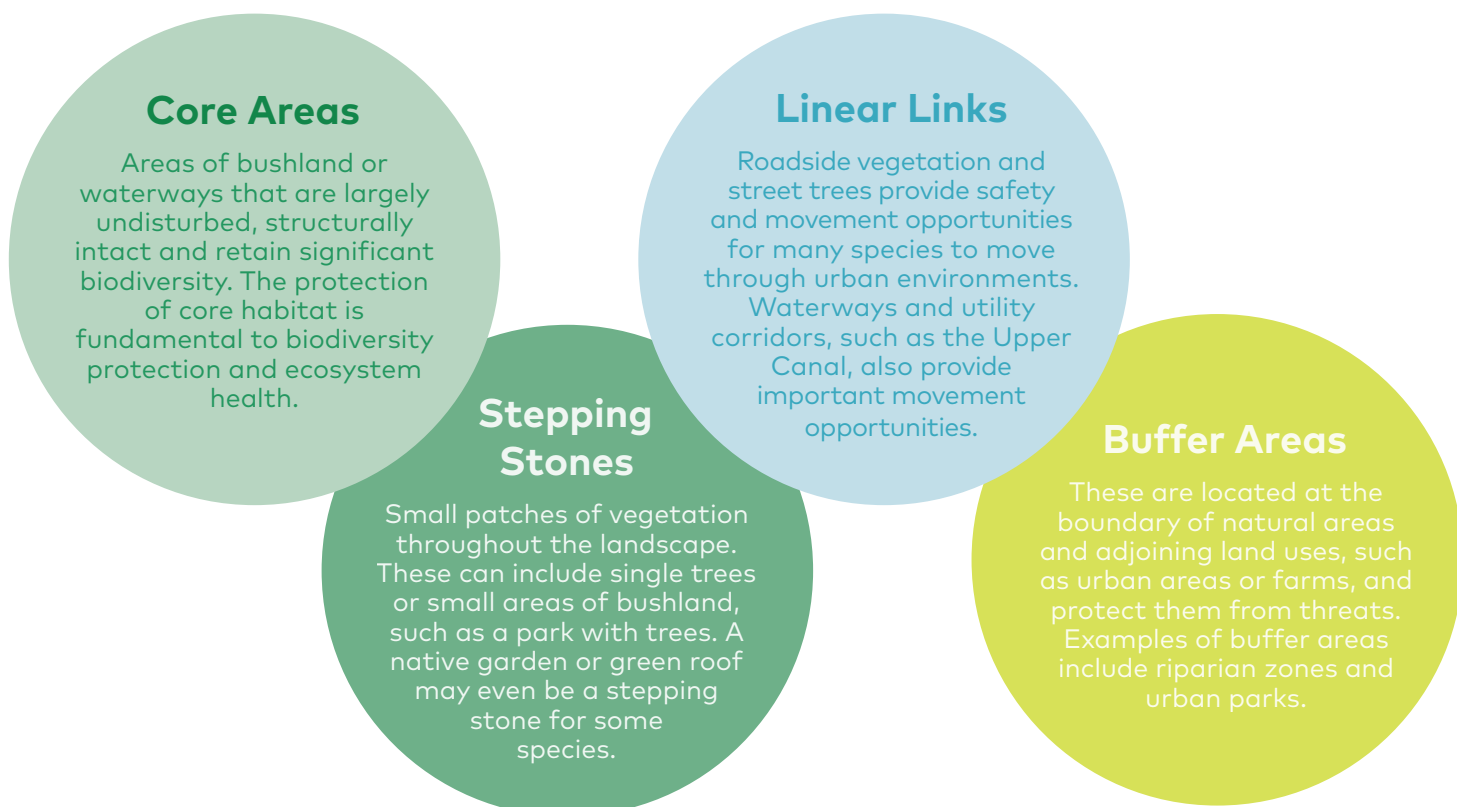 Core Areas
Areas of bushland or
waterways that are largely
undisturbed, structurally
intact and retain significant
biodiversity. The protection
of core habitat is
fundamental to biodiversity
protection and ecosystem
health.
Stepping
Stones
Small patches of vegetation
throughout the landscape.
These can include single trees
or small areas of bushland,
such as a park with trees. A
native garden or green roof
may even be a stepping
stone for some
species.
Linear Links
Roadside vegetation and
street trees provide safety
and movement opportunities
for many species to move
through urban environments.
Waterways and utility
corridors, such as the Upper
Canal, also provide
important movement
opportunities.
Buffer Areas
These are located at the
boundary of natural areas
and adjoining land uses, such
as urban areas or farms, and
protect them from threats.
Examples of buffer areas
include riparian zones and
urban parks.